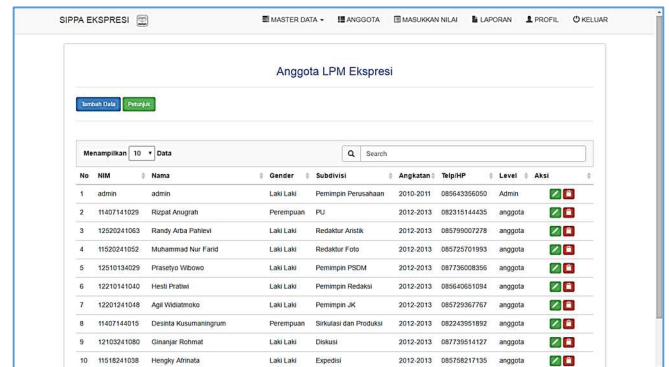 SIPPA EKSPRESI MASTER DATA ANGGOTA MASUKKAN NILAI LAPORAN PROFIL KELUAR
Anggota LPM Ekspresi
Tambah Data Petunjuk
Menampilkan 10 Data Search
No NIM Nama Gender Subdivisi Angkatan Telp/HP Level Aksi
1 admin admin Laki Laki Pemimpin Perusahaan 2010-2011 085643356050 Admin
2 11407141029 Rizpat Anugrah Perempuan PU 2012-2013 082315144435 anggota
3 12520241063 Randy Arba Pahlevi Laki Laki Redaktur Aristik 2012-2013 085799007278 anggota
4 11520241052 Muhammad Nur Farid Laki Laki Redaktur Foto 2012-2013 085725701993 anggota
5 12510134029 Prasetyo Wibowo Laki Laki Pemimpin PSDM 2012-2013 087736008356 anggota
6 12210141040 Hesti Pratiwi Laki Laki Pemimpin Redaksi 2012-2013 085640651094 anggota
7 12201241048 Agil Widiatmoko Laki Laki Pemimpin JK 2012-2013 085729367767 anggota
8 11407144015 Desinta Kusumaningrum Perempuan Sirkulasi dan Produksi 2012-2013 082243951892 anggota
9 12103241080 Ginanjar Rohmat Laki Laki Diskusi 2012-2013 087739514127 anggota
10 11518241038 Hengky Afrinata Laki Laki Expedisi 2012-2013 085758217135 anggota